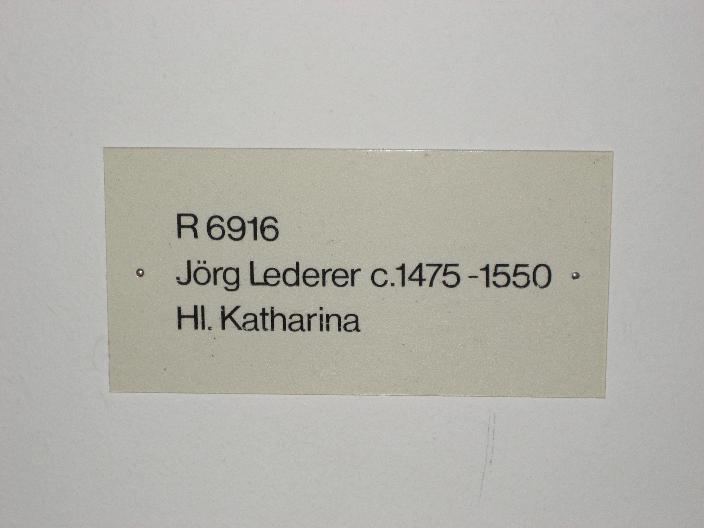 R 6916
Jörg Lederer c.1475-1550
Hl. Katharina